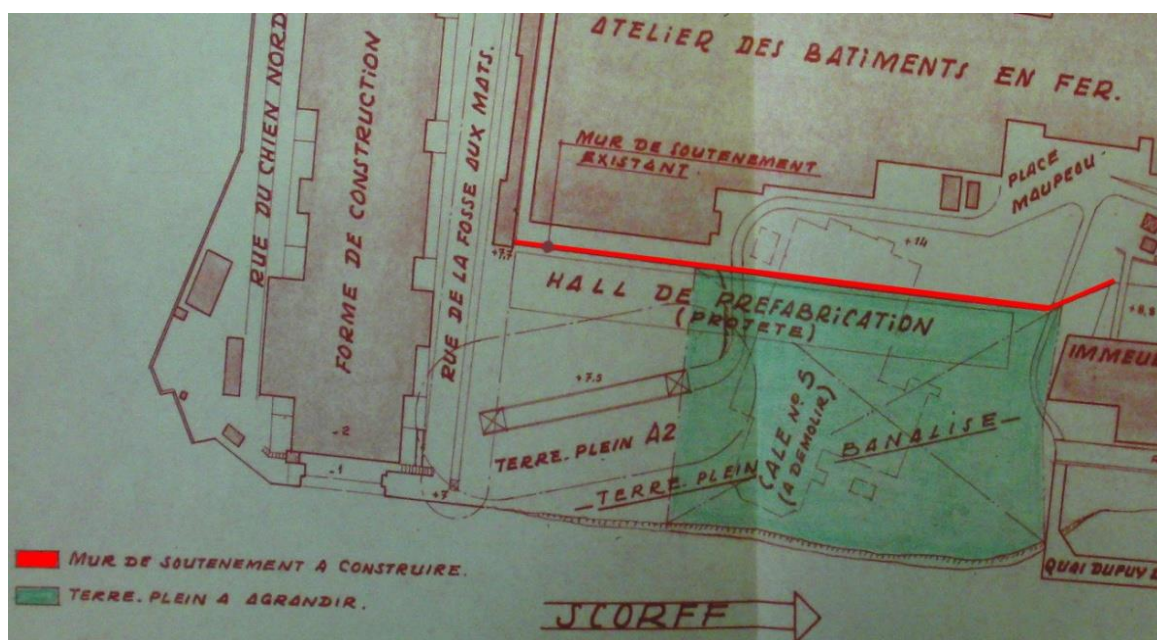 ATELIER DES BATIMENTS EN FER.
RUE DU CHIEN NORD
FORME DE CONSTRUCTION
RUE DE LA FOSSE AUX MATS.
MUR DE SOUTENEMENT
EXISTANT.
PLACE
MAUPEOU
+14
+7.7
HALL DE PREFABRICATION
(PROJETE)
+8,8
IMMEU
+7.5
CALE Nº 5
(A DEMOLIR)
BANALISE
TERRE.PLEIN A2
TERRE.PLEIN
+2
-1
+7
MUR DE SOUTENEMENT A CONSTRUIRE.
TERRE.PLEIN A AGRANDIR.
QUAI DUPUY
SCORFF